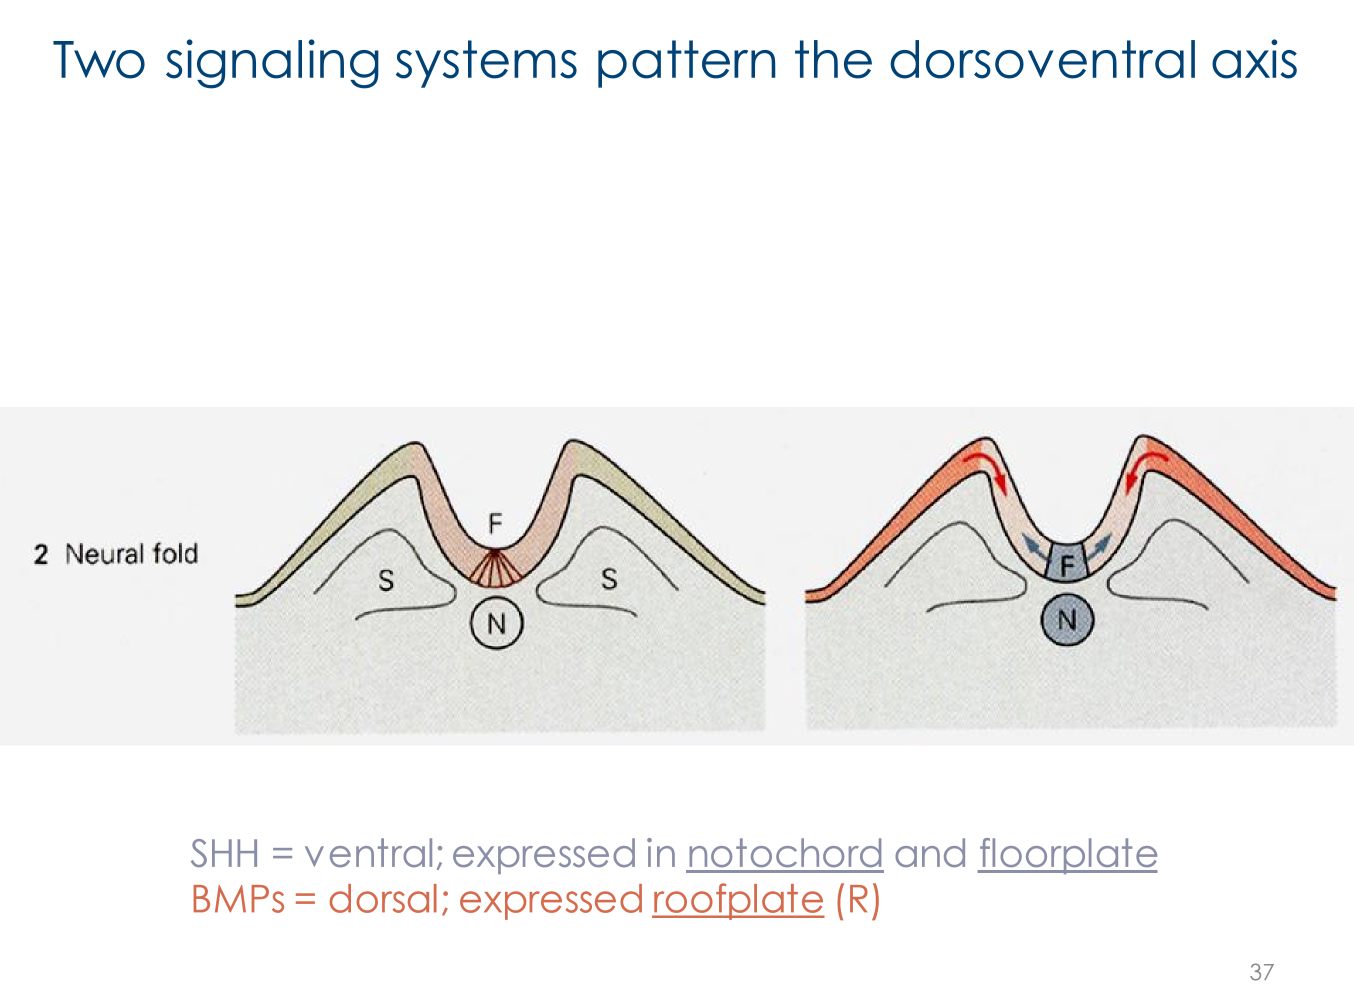 Two signaling systems pattern the dorsoventral axis
2 Neural fold
F
S
S
N
F
N
SHH = ventral; expressed in notochord and floorplate
BMPs = dorsal; expressed roofplate (R)
37